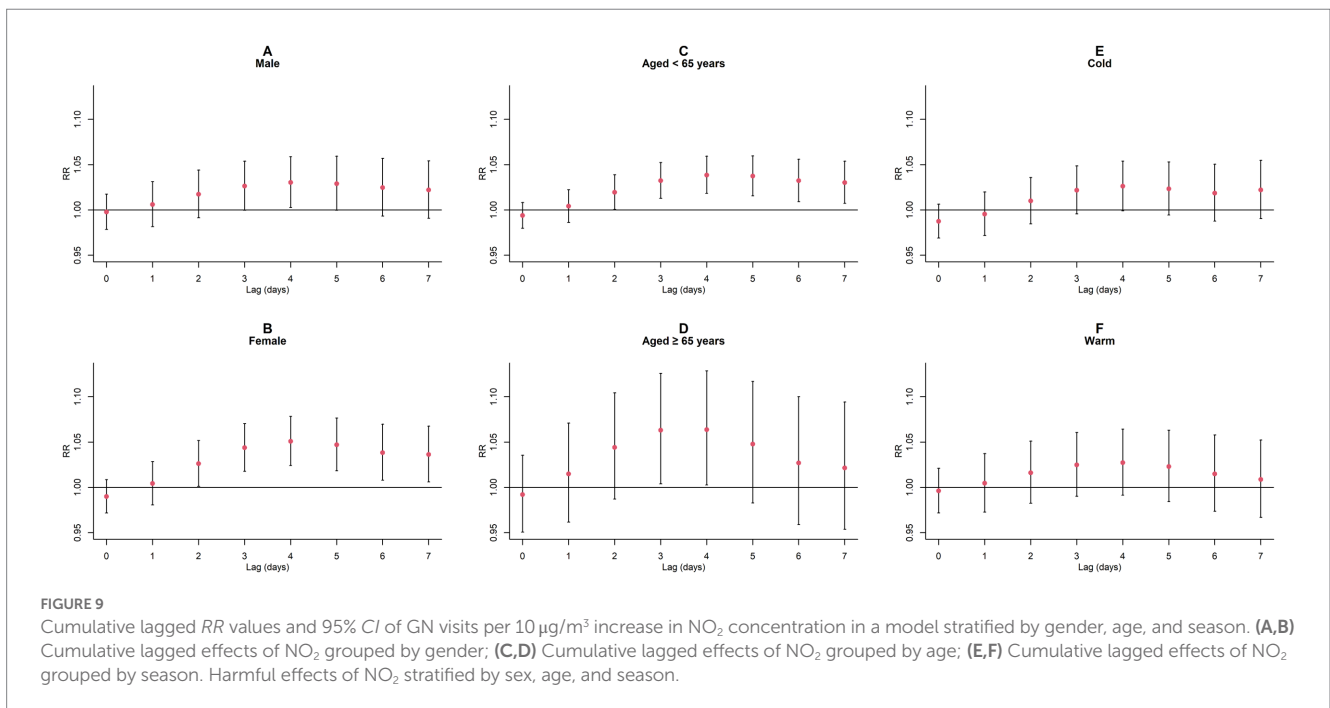 A
Male
RR
0.95 1.00 1.05 1.10
0 1 2 3 4 5 6 7
Lag (days)
C
Aged < 65 years
RR
0.95 1.00 1.05 1.10
0 1 2 3 4 5 6 7
Lag (days)
E
Cold
RR
0.95 1.00 1.05 1.10
0 1 2 3 4 5 6 7
Lag (days)
B
Female
RR
0.95 1.00 1.05 1.10
0 1 2 3 4 5 6 7
Lag (days)
D
Aged ≥ 65 years
RR
0.95 1.00 1.05 1.10
0 1 2 3 4 5 6 7
Lag (days)
F
Warm
RR
0.95 1.00 1.05 1.10
0 1 2 3 4 5 6 7
Lag (days)
FIGURE 9
Cumulative lagged RR values and 95% CI of GN visits per 10 μg/m³ increase in NO₂ concentration in a model stratified by gender, age, and season. (A,B)
Cumulative lagged effects of NO₂ grouped by gender; (C,D) Cumulative lagged effects of NO₂ grouped by age; (E,F) Cumulative lagged effects of NO₂
grouped by season. Harmful effects of NO₂ stratified by sex, age, and season.